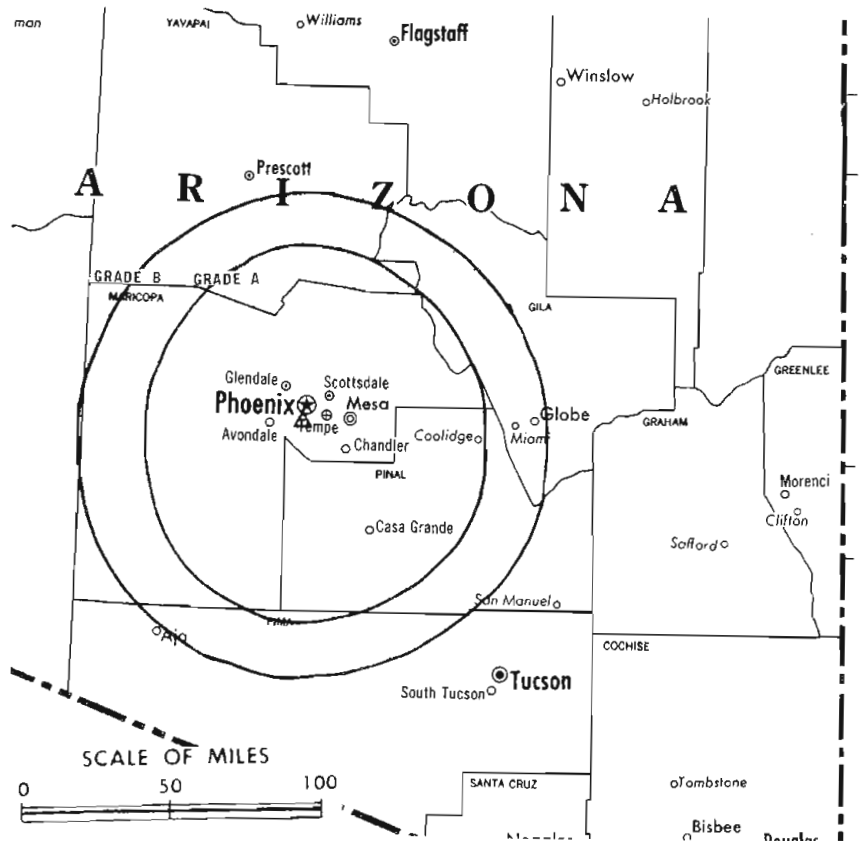 man
YAVAPAI
Williams
Flagstaff
Winslow
Holbrook
Prescott
A R I Z O N A
GRADE B
GRADE A
MARICOPA
GILA
GREENLEE
Glendale
Scottsdale
Phoenix
Mesa
Tempe
Avondale
Chandler
Coolidge
Miami
Globe
GRAHAM
PINAL
Morenci
Clifton
Casa Grande
Safford
San Manuel
PIMA
Ajo
COCHISE
Tucson
South Tucson
SCALE OF MILES
0 50 100
SANTA CRUZ
Tombstone
Bisbee
Nogales
Douglas